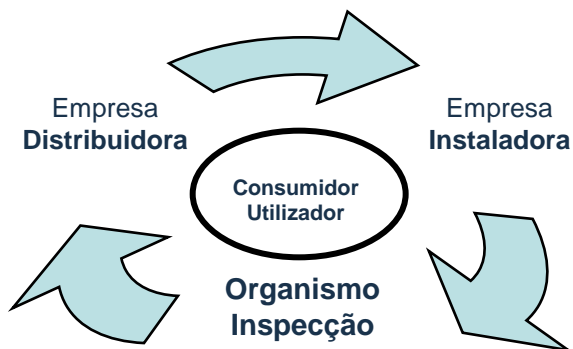 Empresa
Distribuidora
Empresa
Instaladora
Consumidor
Utilizador
Organismo
Inspecção